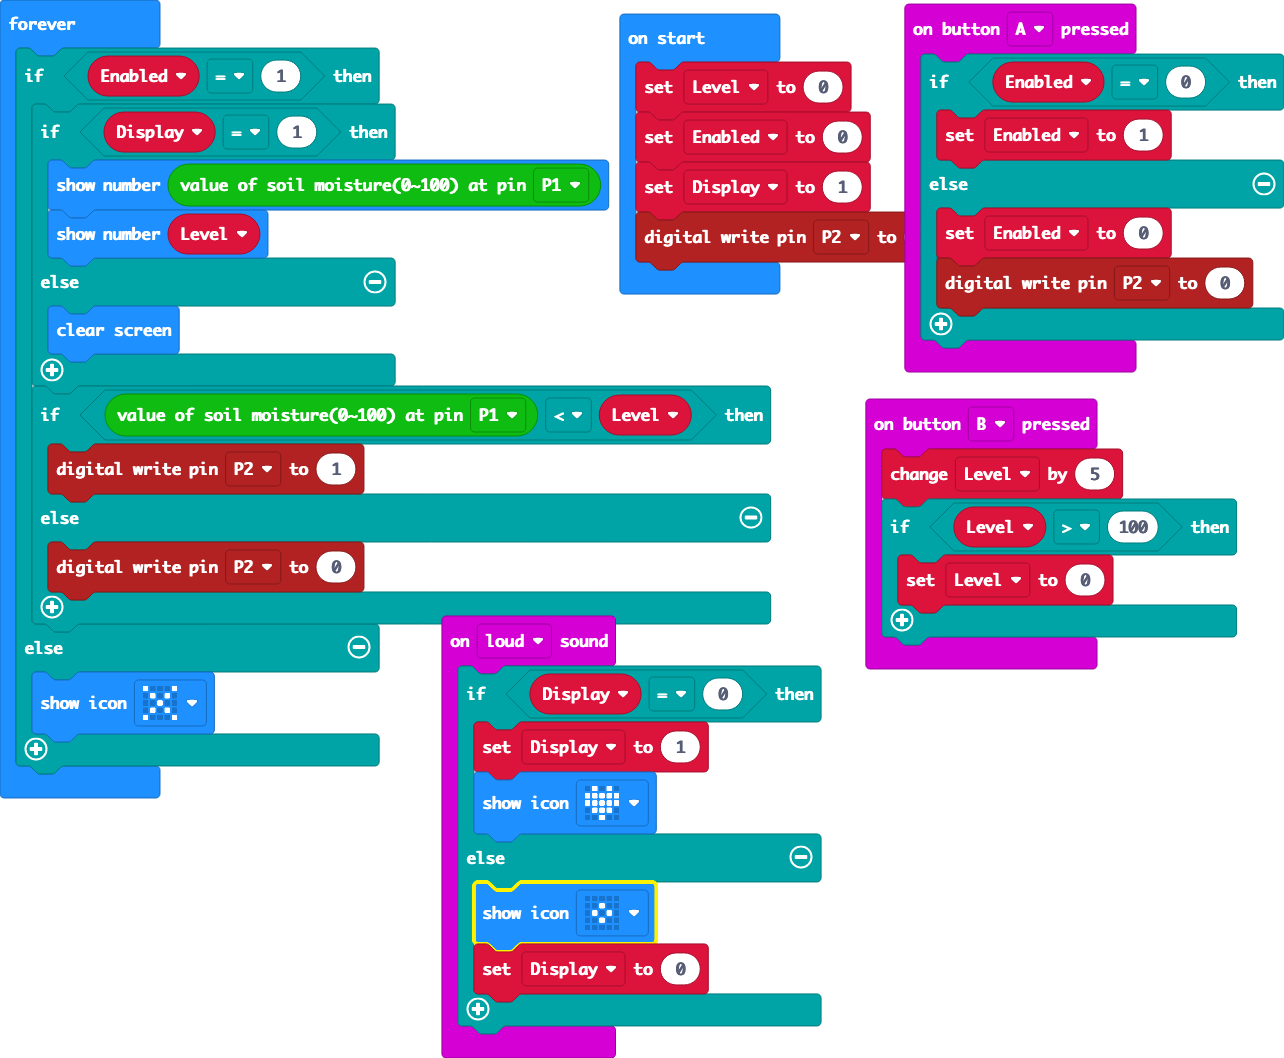 forever
if Enabled = 1 then
if Display = 1 then
show number value of soil moisture(0~100) at pin P1
show number Level
else
clear screen
if value of soil moisture(0~100) at pin P1 < Level then
digital write pin P2 to 1
else
digital write pin P2 to 0
else
show icon
on start
set Level to 0
set Enabled to 0
set Display to 1
digital write pin P2 to
on button A pressed
if Enabled = 0 then
set Enabled to 1
else
set Enabled to 0
digital write pin P2 to 0
on button B pressed
change Level by 5
if Level > 100 then
set Level to 0
on loud sound
if Display = 0 then
set Display to 1
show icon
else
show icon
set Display to 0